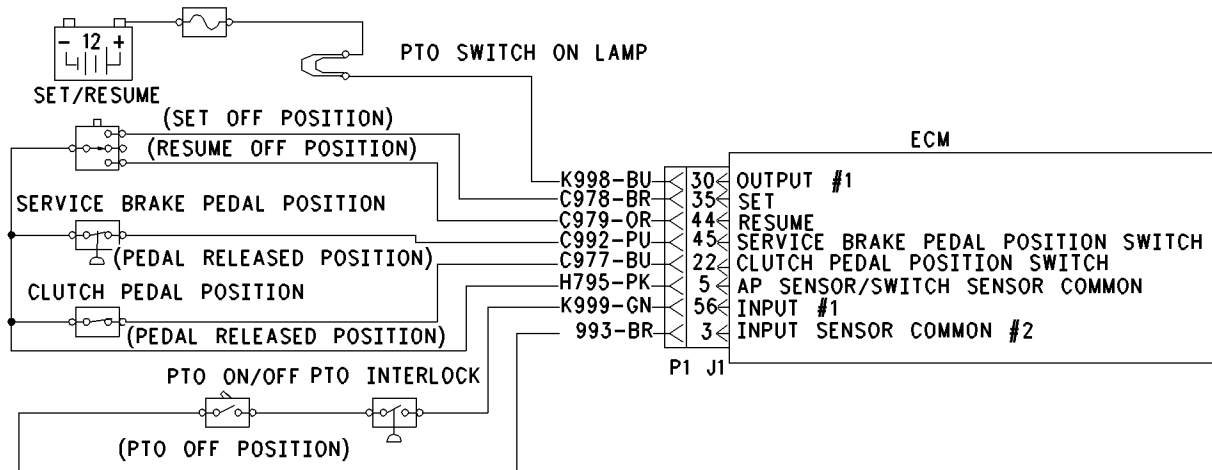 - 12 +
PTO SWITCH ON LAMP
SET/RESUME
(SET OFF POSITION)
(RESUME OFF POSITION)
ECM
K998-BU 30 OUTPUT #1
C978-BR 35 SET
C979-OR 44 RESUME
SERVICE BRAKE PEDAL POSITION
C992-PU 45 SERVICE BRAKE PEDAL POSITION SWITCH
(PEDAL RELEASED POSITION)
C977-BU 22 CLUTCH PEDAL POSITION SWITCH
CLUTCH PEDAL POSITION
H795-PK 5 AP SENSOR/SWITCH SENSOR COMMON
K999-GN 56 INPUT #1
(PEDAL RELEASED POSITION)
993-BR 3 INPUT SENSOR COMMON #2
P1 J1
PTO ON/OFF PTO INTERLOCK
(PTO OFF POSITION)